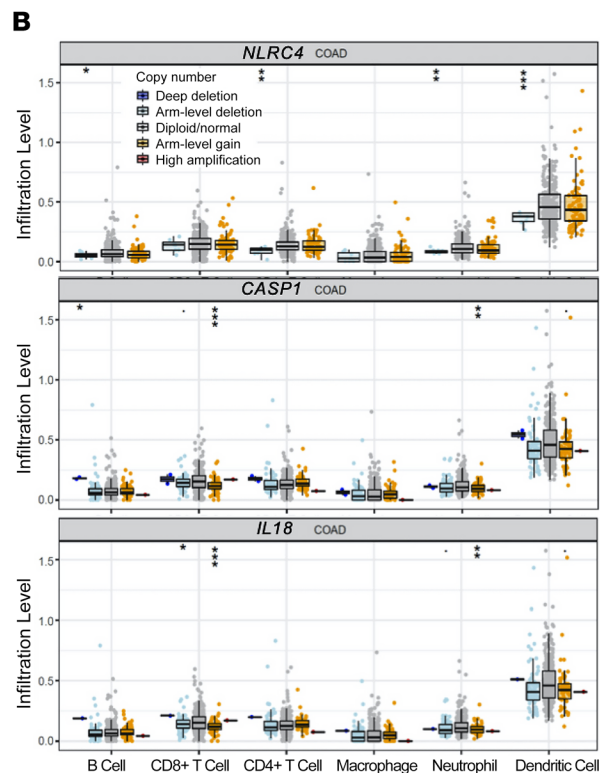 B
NLRC4 COAD
* ** ** ***
Copy number
Deep deletion
Arm-level deletion
Diploid/normal
Arm-level gain
High amplification
Infiltration Level
1.5
1.0
0.5
0.0
CASP1 COAD
* . *** ** .
Infiltration Level
1.5
1.0
0.5
0.0
IL18 COAD
* *** . ** .
Infiltration Level
1.5
1.0
0.5
0.0
B Cell CD8+ T Cell CD4+ T Cell Macrophage Neutrophil Dendritic Cell